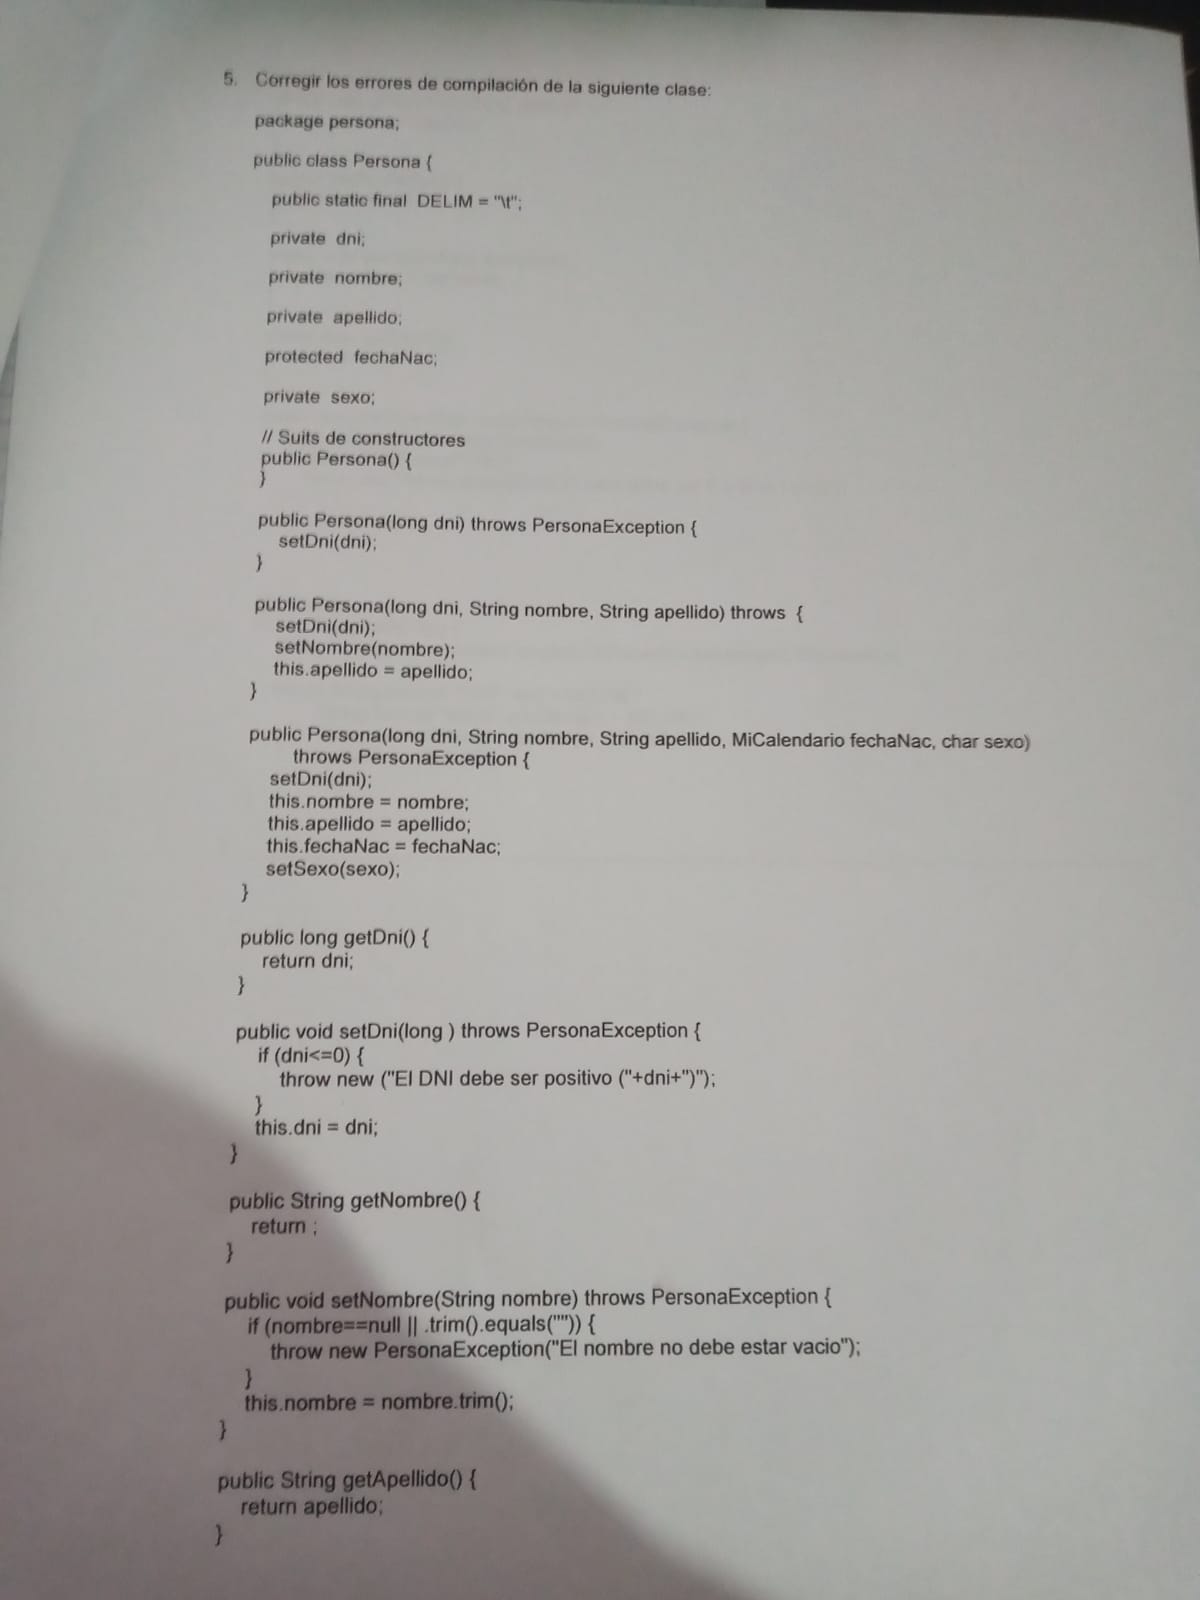 5. Corregir los errores de compilación de la siguiente clase:
package persona;
public class Persona {
public static final DELIM = "\t";
private dni;
private nombre;
private apellido;
protected fechaNac;
private sexo;
// Suits de constructores
public Persona() {
}
public Persona(long dni) throws PersonaException {
setDni(dni);
}
public Persona(long dni, String nombre, String apellido) throws {
setDni(dni);
setNombre(nombre);
this.apellido = apellido;
}
public Persona(long dni, String nombre, String apellido, MiCalendario fechaNac, char sexo)
throws PersonaException {
setDni(dni);
this.nombre = nombre;
this.apellido = apellido;
this.fechaNac = fechaNac;
setSexo(sexo);
}
public long getDni() {
return dni;
}
public void setDni(long ) throws PersonaException {
if (dni<=0) {
throw new ("El DNI debe ser positivo ("+dni+")");
}
this.dni = dni;
}
public String getNombre() {
return ;
}
public void setNombre(String nombre) throws PersonaException {
if (nombre==null || .trim().equals("")) {
throw new PersonaException("El nombre no debe estar vacio");
}
this.nombre = nombre.trim();
}
public String getApellido() {
return apellido;
}